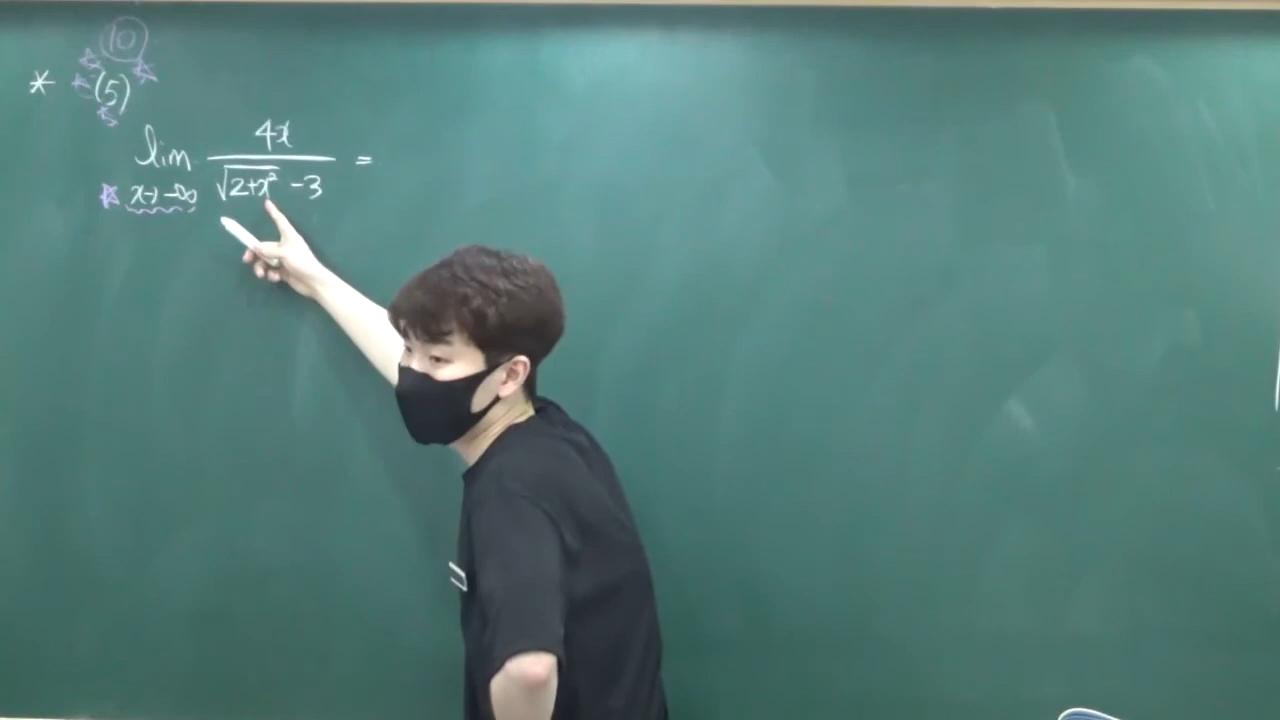 10
* (5)
lim 4x / √(2+x²) -3 =
x→-∞